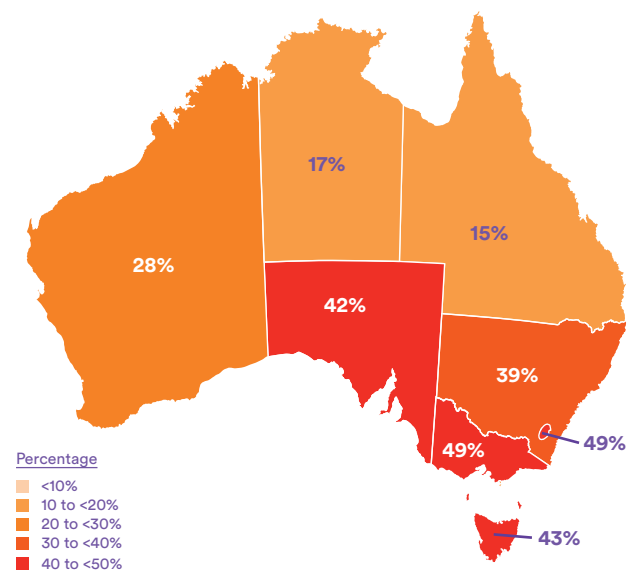 17%
15%
28%
42%
39%
49%
49%
43%
Percentage
<10%
10 to <20%
20 to <30%
30 to <40%
40 to <50%